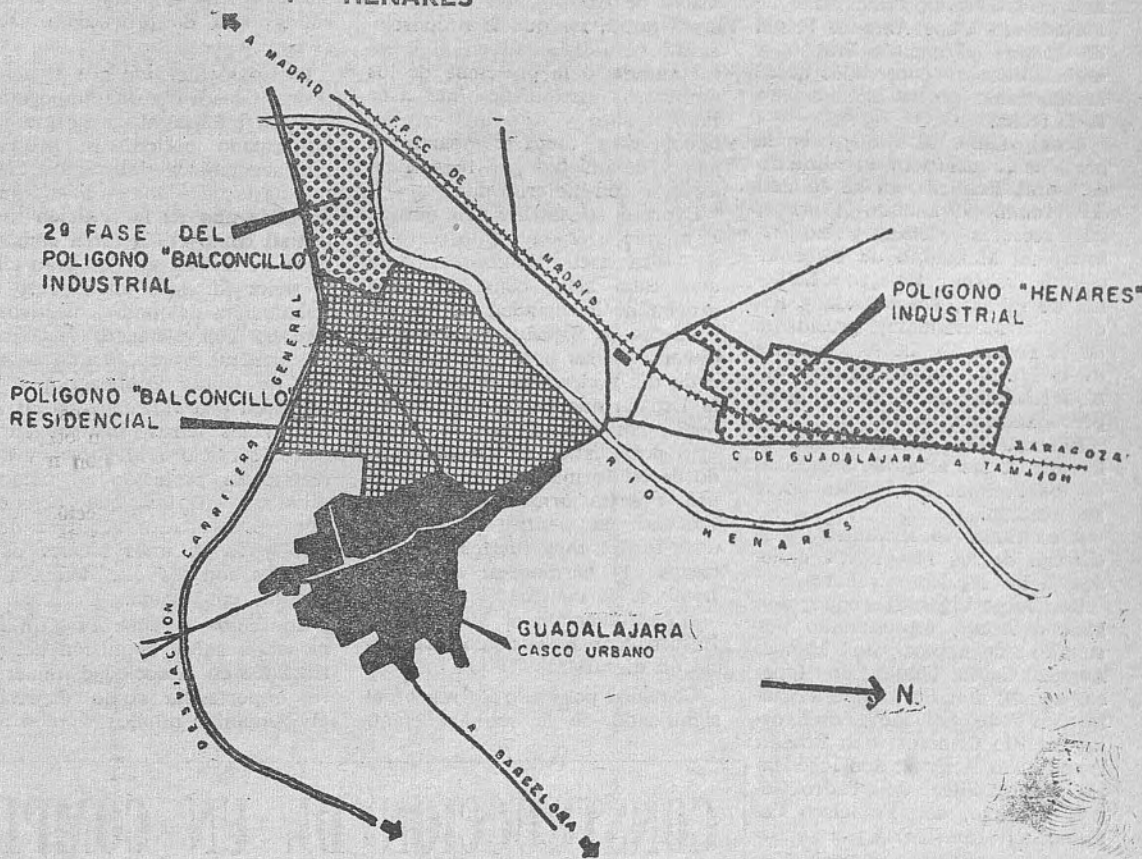 HENARES
A MADRID
F.F.C.C. DE MADRID A ZARAGOZA
2ª FASE DEL
POLIGONO "BALCONCILLO"
INDUSTRIAL
POLIGONO "HENARES"
INDUSTRIAL
POLIGONO "BALCONCILLO"
RESIDENCIAL
DESVIACION CARRETERA GENERAL
C. DE GUADALAJARA A TAMAJON
RIO HENARES
GUADALAJARA
CASCO URBANO
N.
A BARCELONA